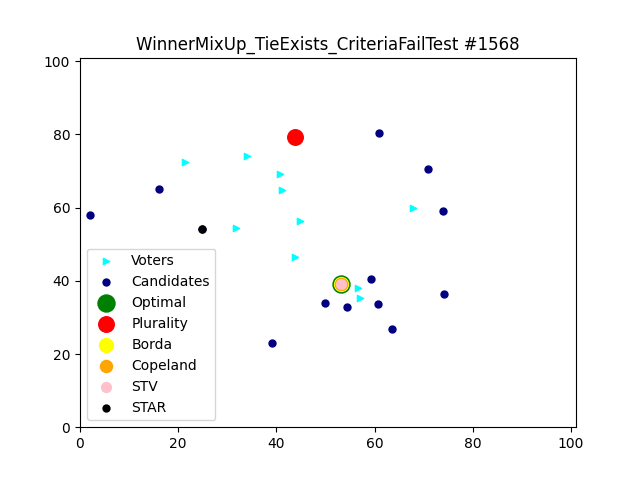 WinnerMixUp_TieExists_CriteriaFailTest #1568
100
80
60
40
20
0
Voters
Candidates
Optimal
Plurality
Borda
Copeland
STV
STAR
0 20 40 60 80 100